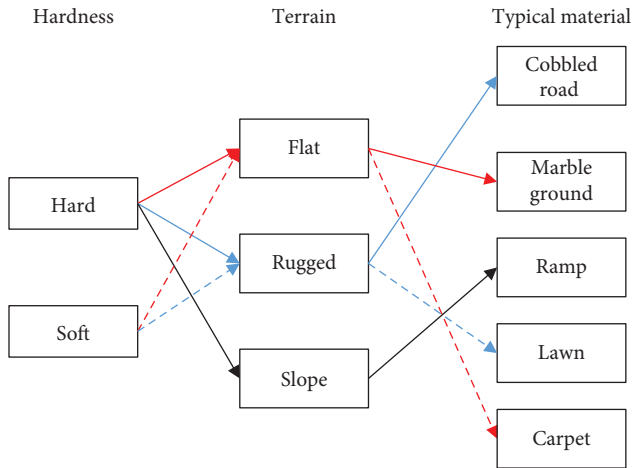 Hardness
Terrain
Typical material
Hard
Soft
Flat
Rugged
Slope
Cobbled
road
Marble
ground
Ramp
Lawn
Carpet